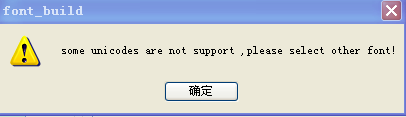 font_build
some unicodes are not support ,please select other font!
确定